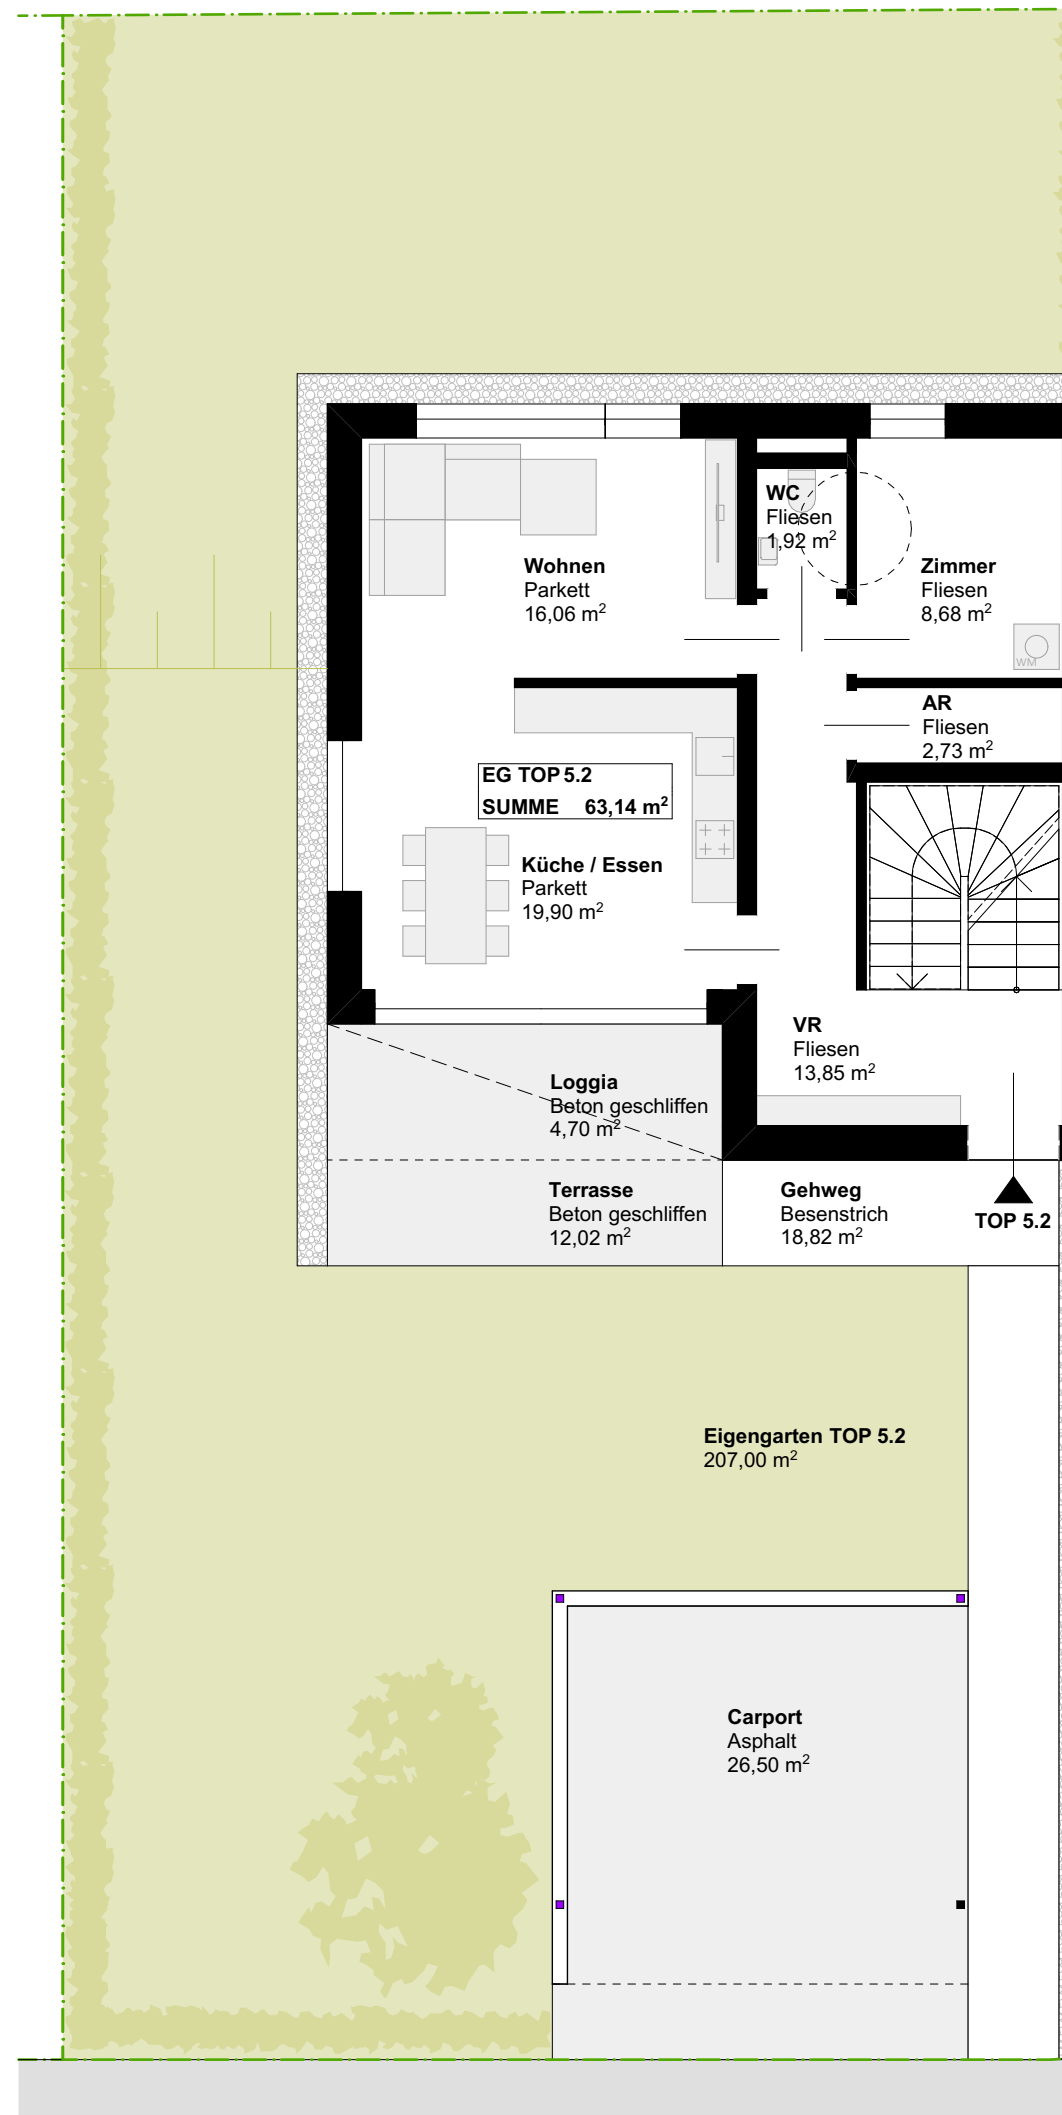 WC
Fliesen
1,92 m²
Wohnen
Parkett
16,06 m²
Zimmer
Fliesen
8,68 m²
WM
AR
Fliesen
2,73 m²
EG TOP 5.2
SUMME 63,14 m²
Küche / Essen
Parkett
19,90 m²
VR
Fliesen
13,85 m²
Loggia
Beton geschliffen
4,70 m²
Terrasse
Beton geschliffen
12,02 m²
Gehweg
Besenstrich
18,82 m²
TOP 5.2
Eigengarten TOP 5.2
207,00 m²
Carport
Asphalt
26,50 m²